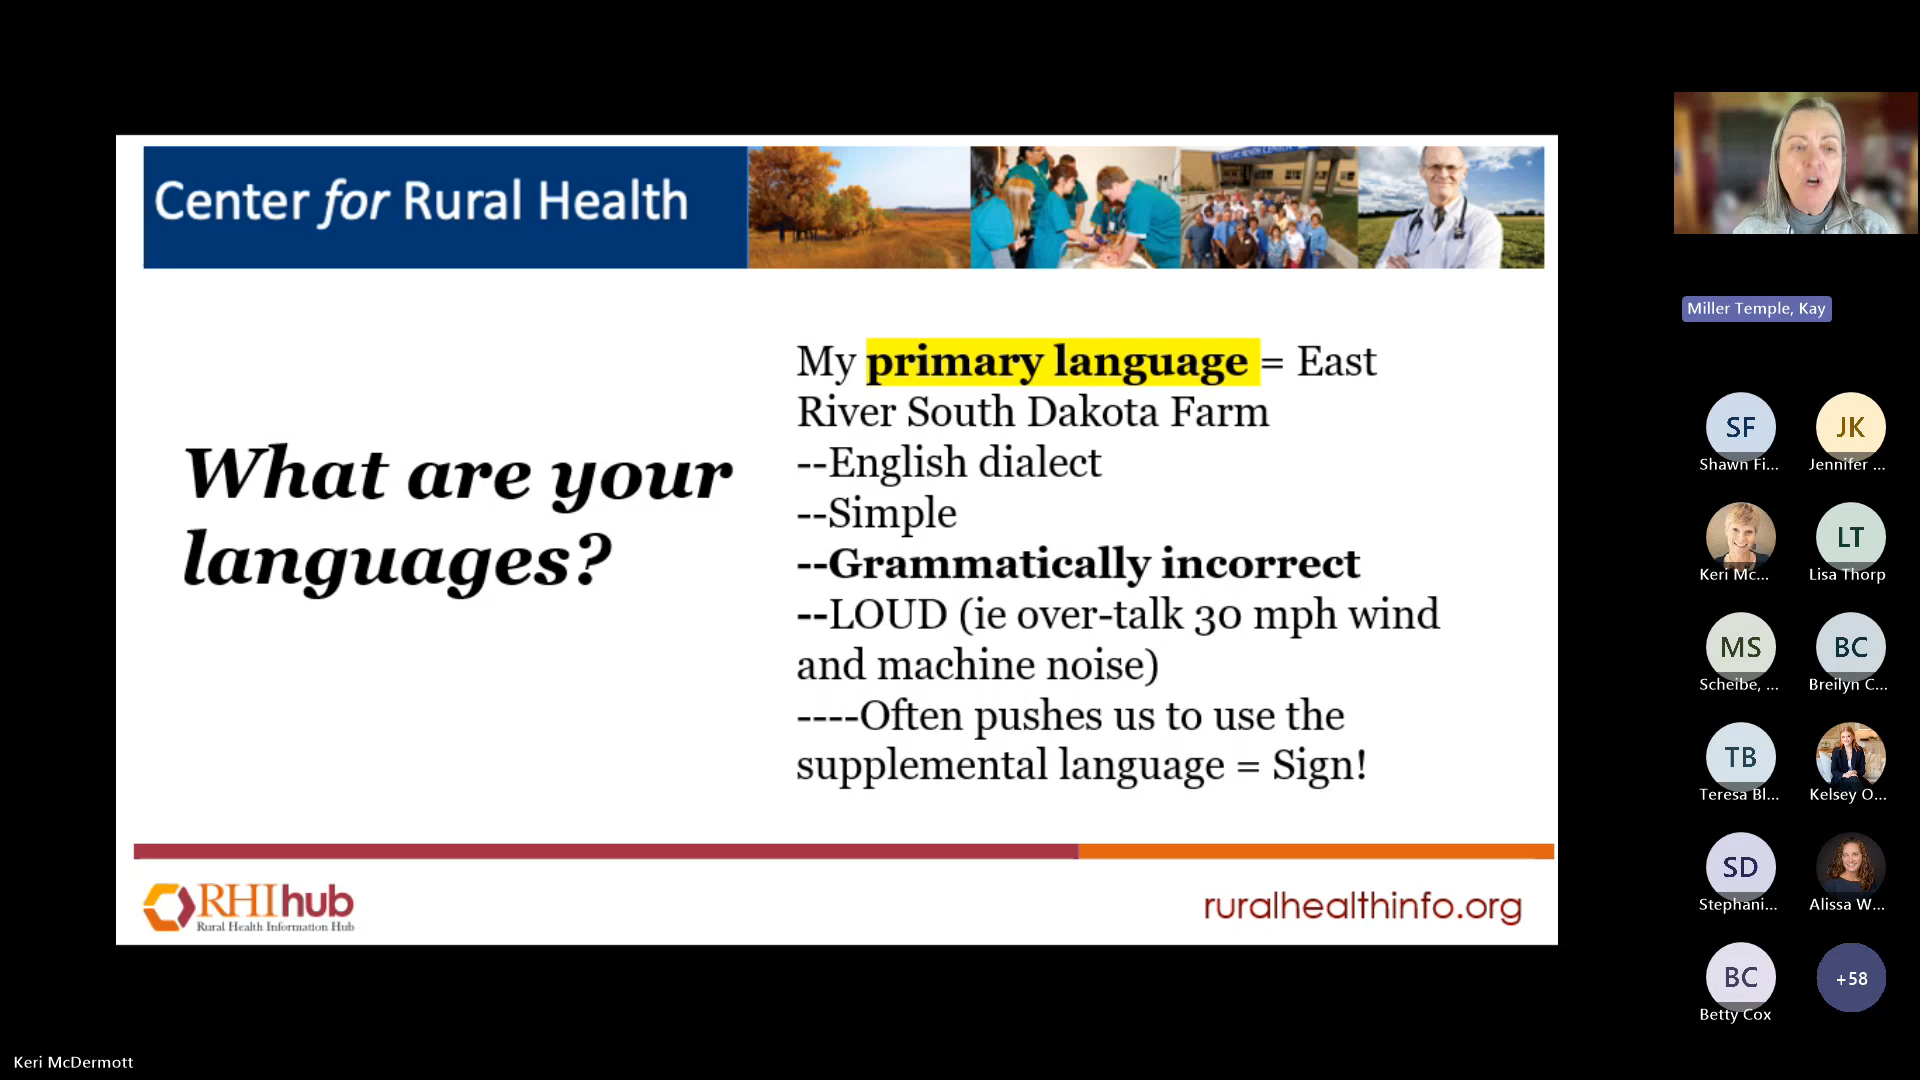 Center for Rural Health
What are your
languages?
My primary language = East
River South Dakota Farm
--English dialect
--Simple
--Grammatically incorrect
--LOUD (ie over-talk 30 mph wind
and machine noise)
----Often pushes us to use the
supplemental language = Sign!
RHIhub
Rural Health Information Hub
ruralhealthinfo.org
Miller Temple, Kay
SF
Shawn Fi...
JK
Jennifer ...
Keri Mc...
LT
Lisa Thorp
MS
Scheibe, ...
BC
Breilyn C...
TB
Teresa Bl...
Kelsey O...
SD
Stephani...
Alissa W...
BC
Betty Cox
+58
Keri McDermott